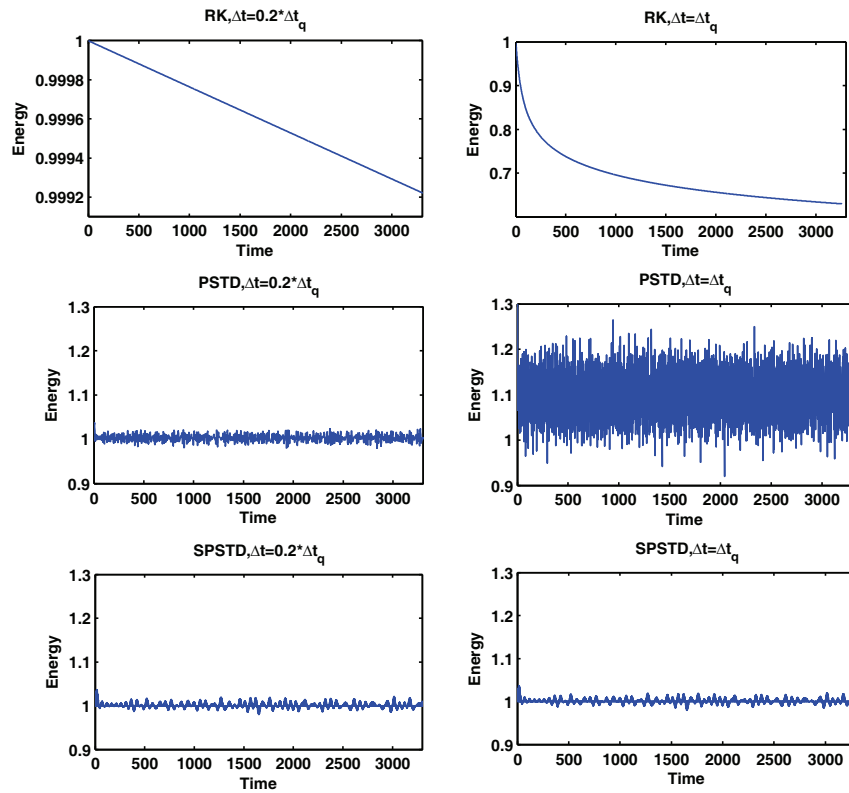 RK,Δt=0.2*Δt_q
1
0.9998
0.9996
0.9994
0.9992
Energy
0 500 1000 1500 2000 2500 3000
Time
RK,Δt=Δt_q
1
0.9
0.8
0.7
Energy
0 500 1000 1500 2000 2500 3000
Time
PSTD,Δt=0.2*Δt_q
1.3
1.2
1.1
1
0.9
Energy
0 500 1000 1500 2000 2500 3000
Time
PSTD,Δt=Δt_q
1.3
1.2
1.1
1
0.9
Energy
0 500 1000 1500 2000 2500 3000
Time
SPSTD,Δt=0.2*Δt_q
1.3
1.2
1.1
1
0.9
Energy
0 500 1000 1500 2000 2500 3000
Time
SPSTD,Δt=Δt_q
1.3
1.2
1.1
1
0.9
Energy
0 500 1000 1500 2000 2500 3000
Time